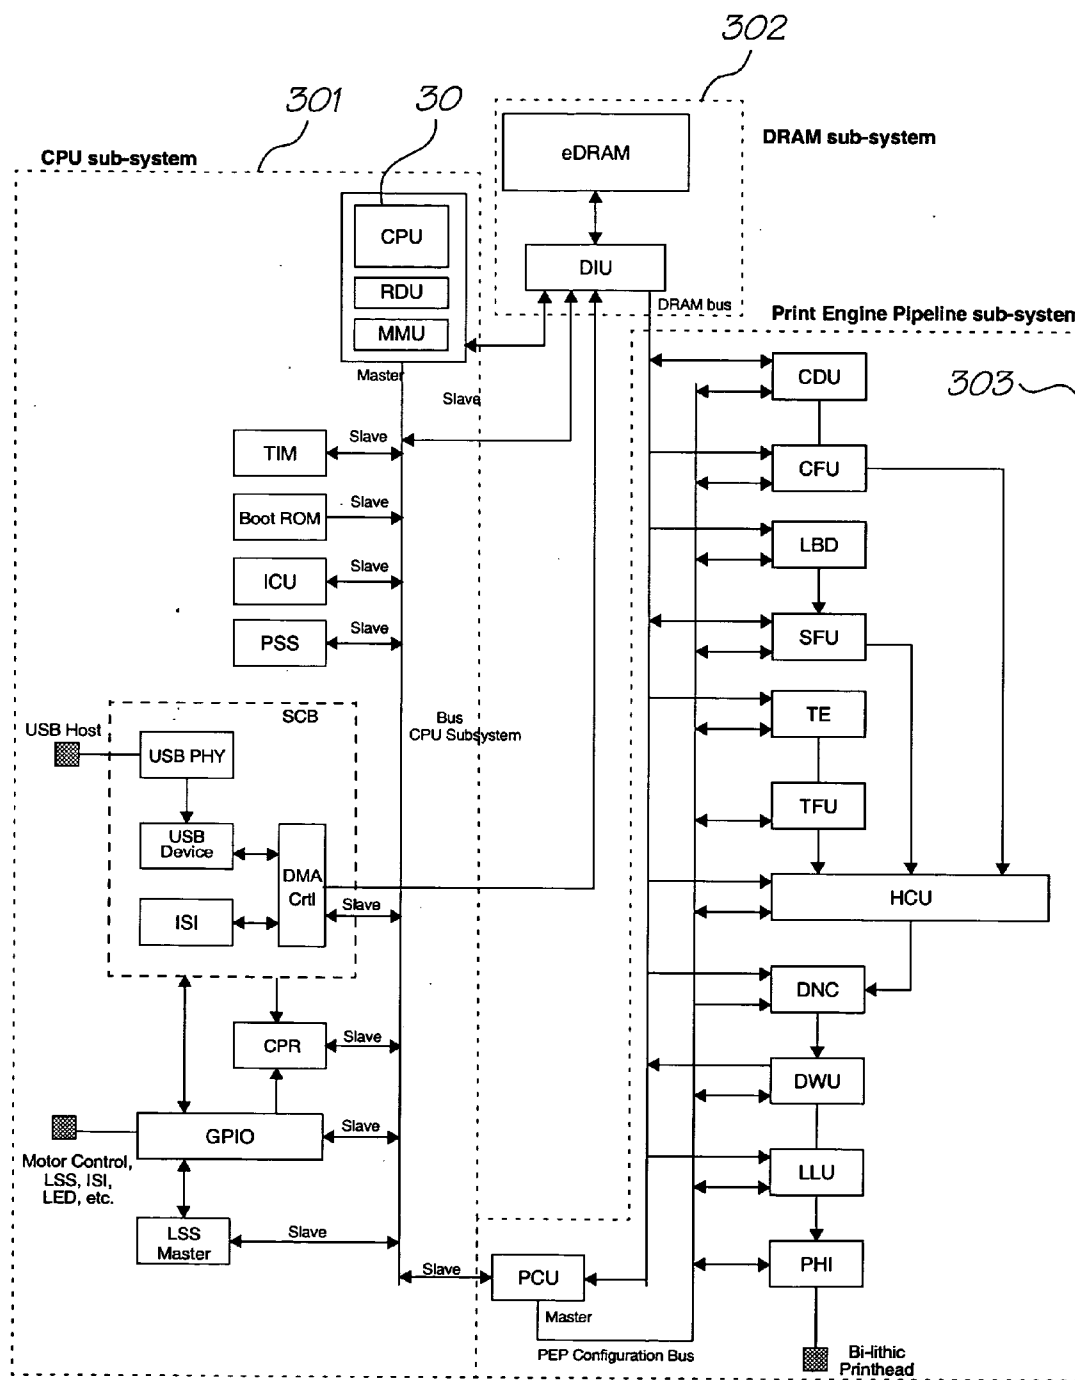 302
301
30
DRAM sub-system
CPU sub-system
eDRAM
CPU
DIU
RDU
DRAM bus
Print Engine Pipeline sub-system
MMU
Master
CDU
303
Slave
TIM
Slave
CFU
Boot ROM
Slave
LBD
ICU
Slave
PSS
Slave
SFU
SCB
Bus
CPU Subsystem
TE
USB Host
USB PHY
TFU
USB
Device
DMA
Crtl
HCU
ISI
Slave
DNC
CPR
Slave
DWU
GPIO
Slave
Motor Control,
LSS, ISI,
LED, etc.
LLU
LSS
Master
Slave
PHI
Slave
PCU
Master
PEP Configuration Bus
Bi-lithic
Printhead